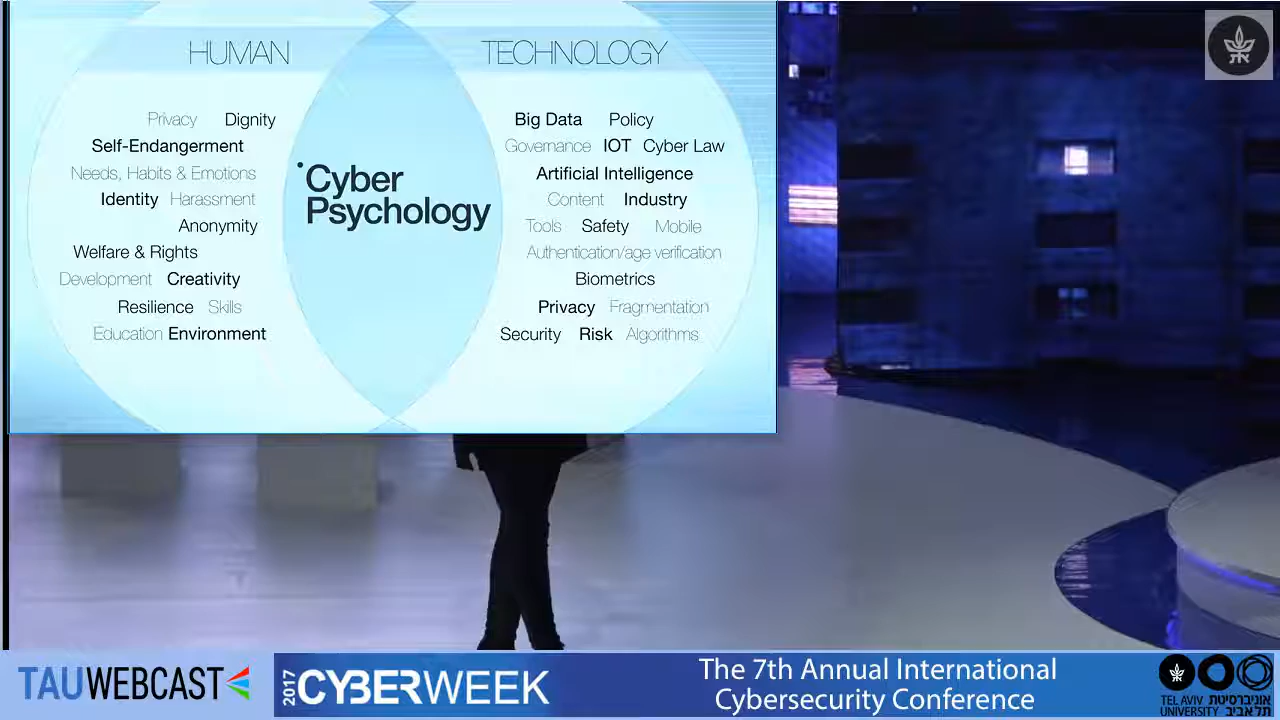 HUMAN
TECHNOLOGY
Privacy Dignity
Self-Endangerment
Needs, Habits & Emotions
Identity Harassment
Anonymity
Welfare & Rights
Development Creativity
Resilience Skills
Education Environment
Cyber
Psychology
Big Data Policy
Governance IOT Cyber Law
Artificial Intelligence
Content Industry
Tools Safety Mobile
Authentication/age verification
Biometrics
Privacy Fragmentation
Security Risk Algorithms
TAUWEBCAST
2017 CYBERWEEK
The 7th Annual International
Cybersecurity Conference
TEL AVIV אוניברסיטת
UNIVERSITY תל אביב